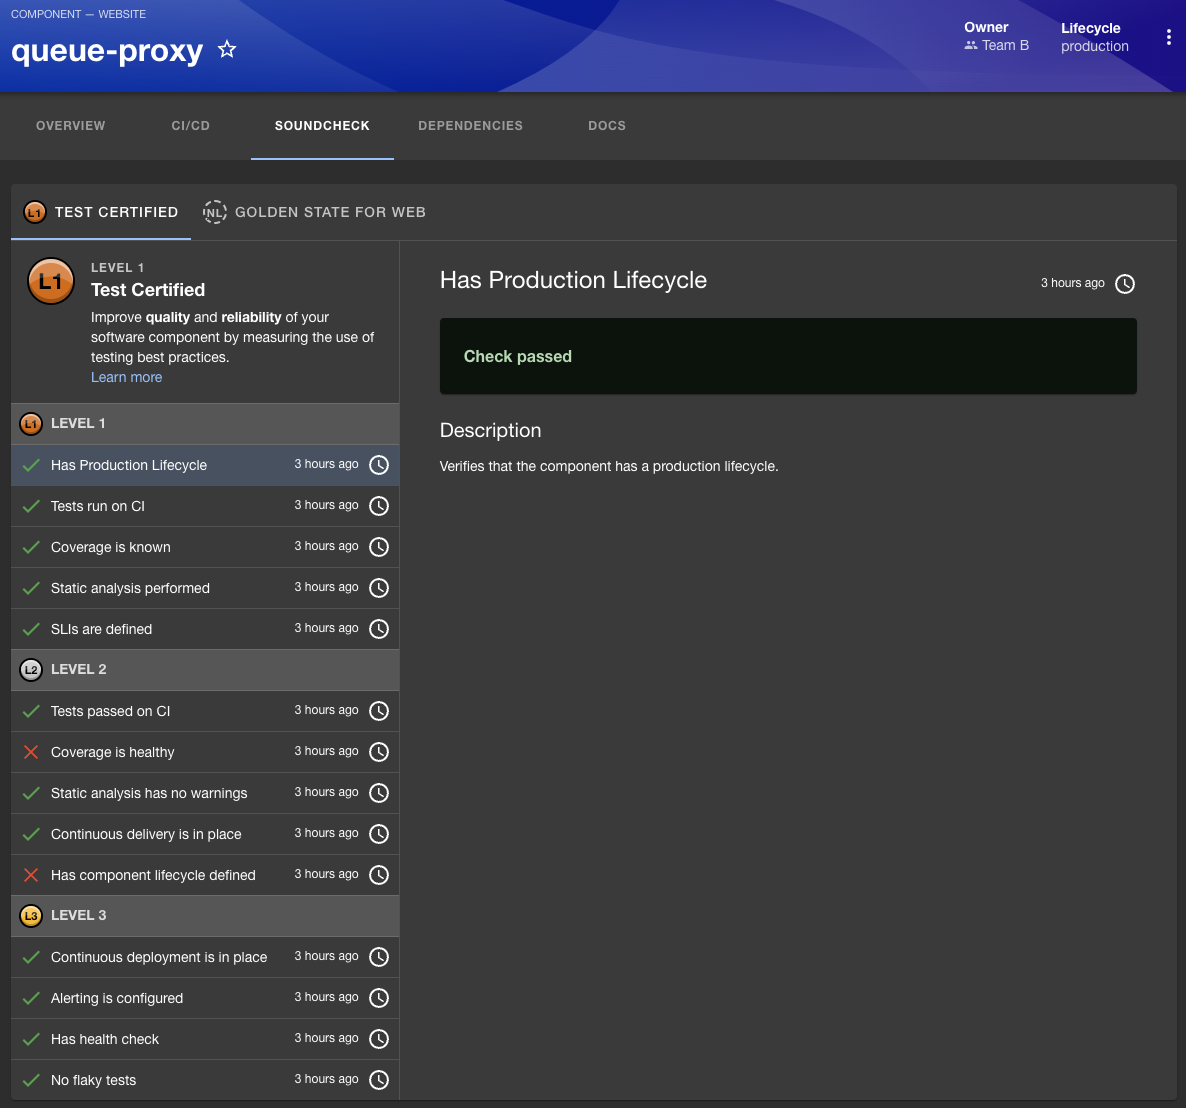 COMPONENT — WEBSITE
queue-proxy
Owner
Team B
Lifecycle
production
OVERVIEW
CI/CD
SOUNDCHECK
DEPENDENCIES
DOCS
L1 TEST CERTIFIED
NL GOLDEN STATE FOR WEB
L1
LEVEL 1
Test Certified
Improve quality and reliability of your
software component by measuring the use of
testing best practices.
Learn more
L1 LEVEL 1
Has Production Lifecycle 3 hours ago
Tests run on CI 3 hours ago
Coverage is known 3 hours ago
Static analysis performed 3 hours ago
SLIs are defined 3 hours ago
L2 LEVEL 2
Tests passed on CI 3 hours ago
Coverage is healthy 3 hours ago
Static analysis has no warnings 3 hours ago
Continuous delivery is in place 3 hours ago
Has component lifecycle defined 3 hours ago
L3 LEVEL 3
Continuous deployment is in place 3 hours ago
Alerting is configured 3 hours ago
Has health check 3 hours ago
No flaky tests 3 hours ago
Has Production Lifecycle
3 hours ago
Check passed
Description
Verifies that the component has a production lifecycle.